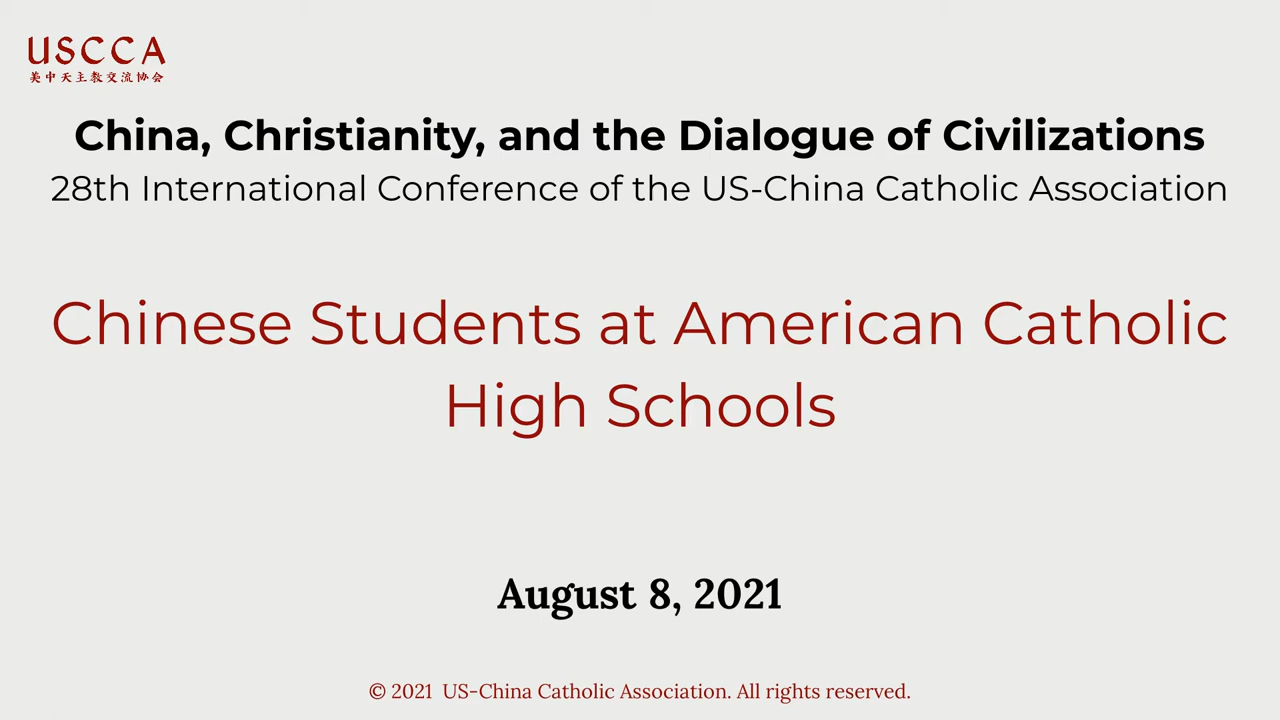 USCCA
美中天主教交流协会
China, Christianity, and the Dialogue of Civilizations
28th International Conference of the US-China Catholic Association
Chinese Students at American Catholic
High Schools
August 8, 2021
© 2021 US-China Catholic Association. All rights reserved.